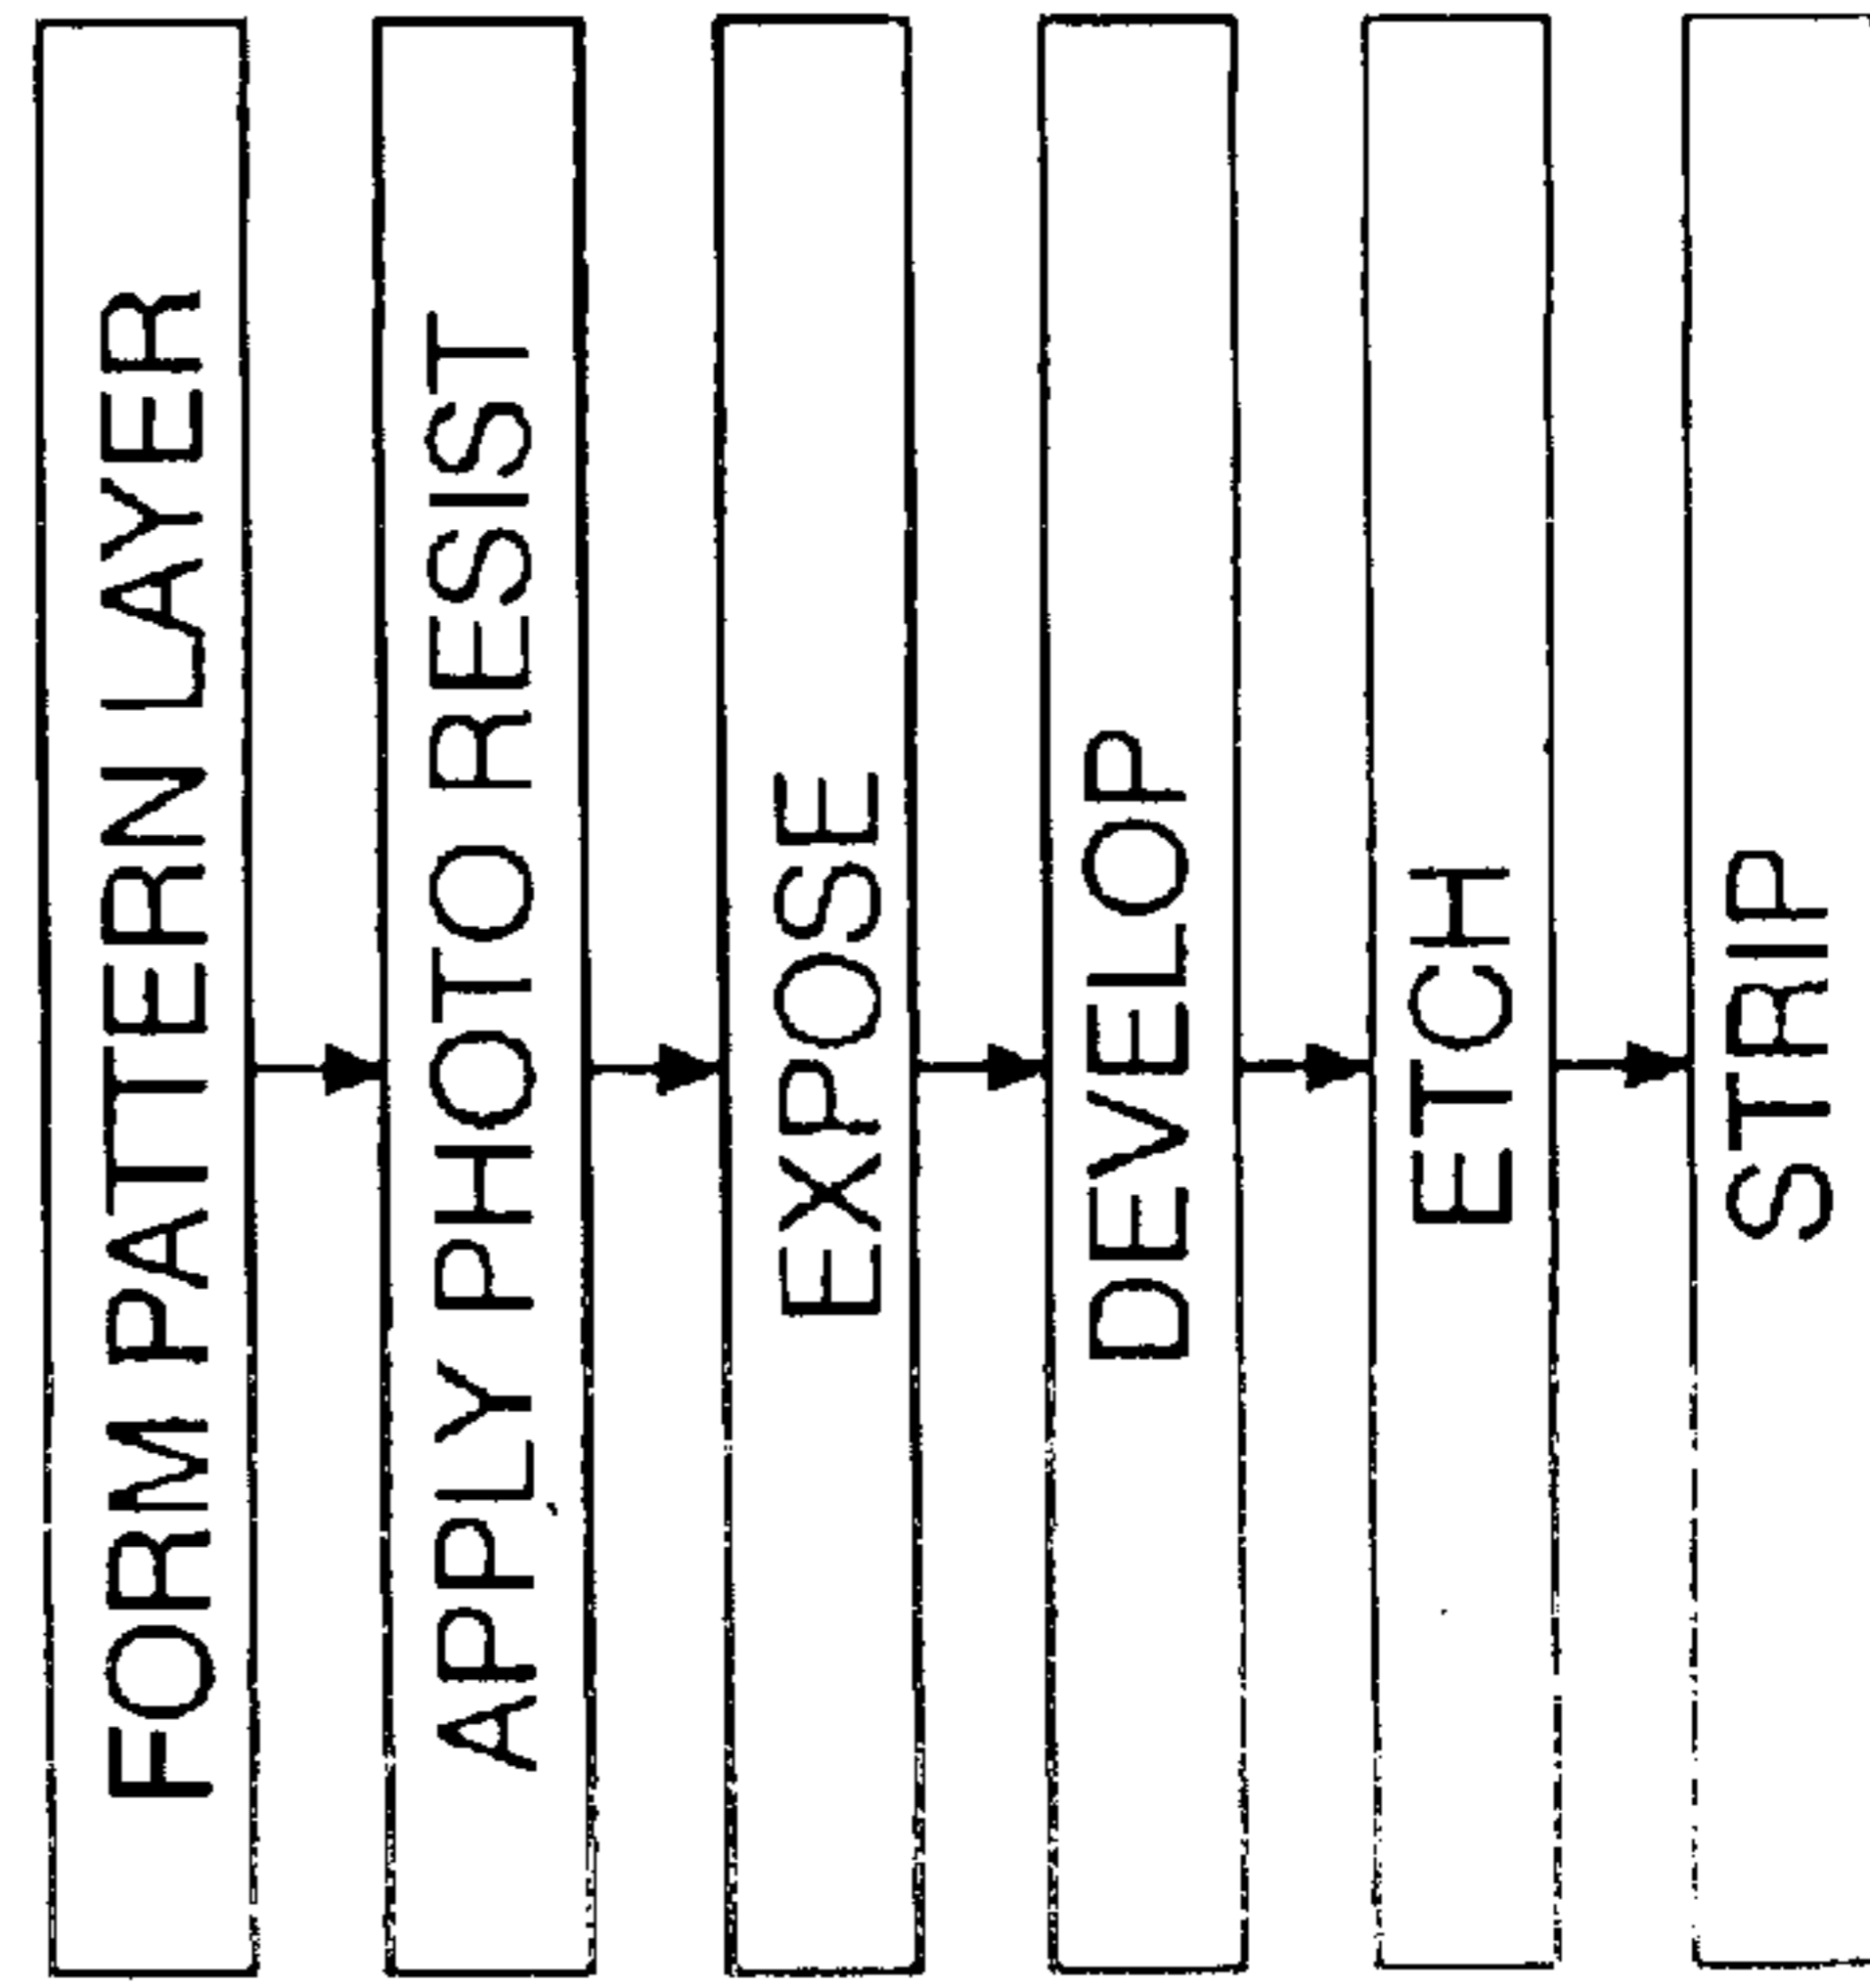 FORM PATTERN LAYER
APPLY PHOTO RESIST
EXPOSE
DEVELOP
ETCH
STRIP